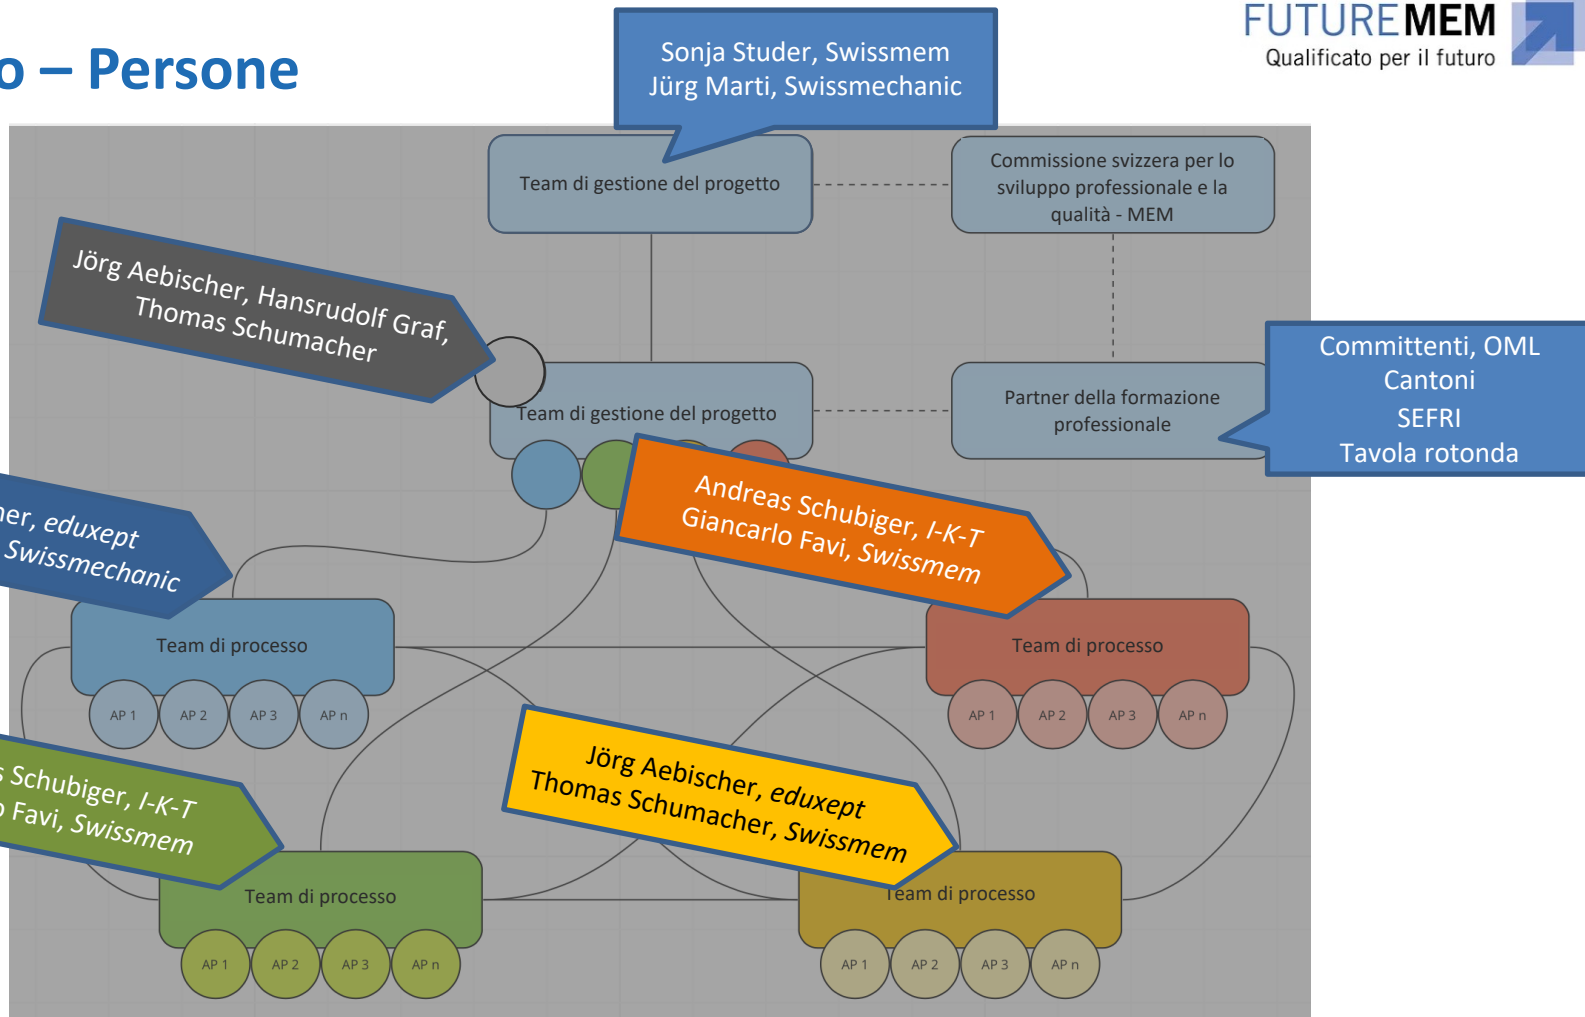 FUTUREMEM
Qualificato per il futuro
– Persone
Sonja Studer, Swissmem
Jürg Marti, Swissmechanic
Team di gestione del progetto
Commissione svizzera per lo
sviluppo professionale e la
qualità - MEM
Jörg Aebischer, Hansrudolf Graf,
Thomas Schumacher
Team di gestione del progetto
Partner della formazione
professionale
Committenti, OML
Cantoni
SEFRI
Tavola rotonda
eduxept
Swissmechanic
Andreas Schubiger, I-K-T
Giancarlo Favi, Swissmem
Team di processo
AP 1
AP 2
AP 3
AP n
Team di processo
AP 1
AP 2
AP 3
AP n
Schubiger, I-K-T
Favi, Swissmem
Jörg Aebischer, eduxept
Thomas Schumacher, Swissmem
Team di processo
AP 1
AP 2
AP 3
AP n
Team di processo
AP 1
AP 2
AP 3
AP n